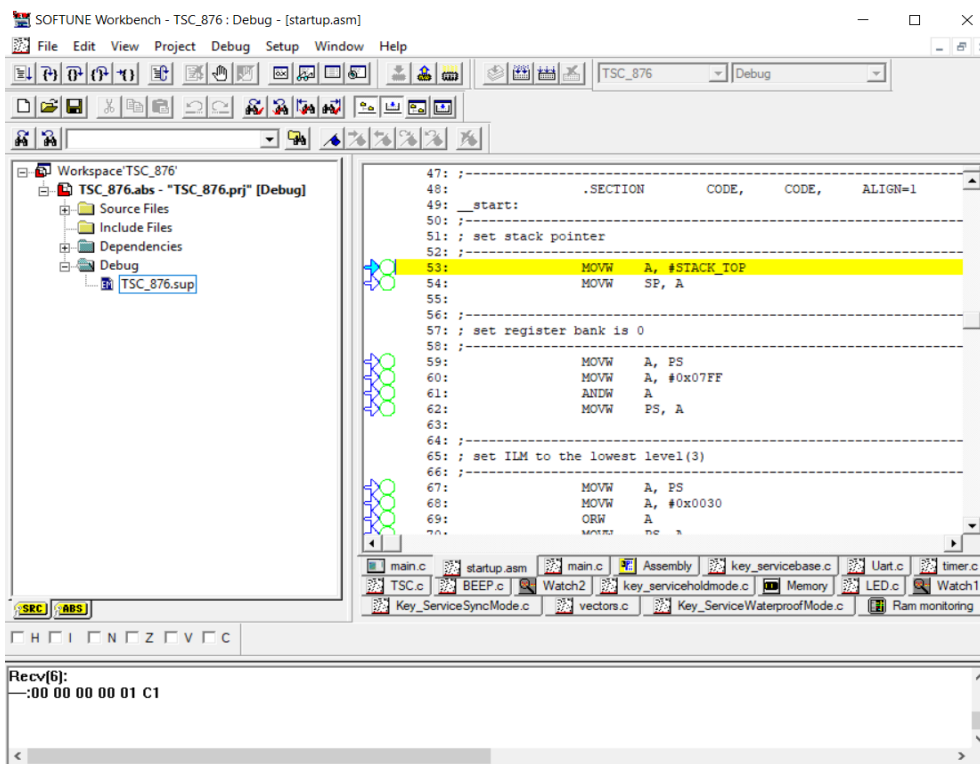 SOFTUNE Workbench - TSC_876 : Debug - [startup.asm]
File Edit View Project Debug Setup Window Help
TSC_876 Debug
Workspace'TSC_876'
TSC_876.abs - "TSC_876.prj" [Debug]
Source Files
Include Files
Dependencies
Debug
TSC_876.sup
SRC ABS
47: ;---------------------------------------------------------------
48: .SECTION CODE, CODE, ALIGN=1
49: __start:
50: ;---------------------------------------------------------------
51: ; set stack pointer
52: ;---------------------------------------------------------------
53: MOVW A, #STACK_TOP
54: MOVW SP, A
55:
56: ;---------------------------------------------------------------
57: ; set register bank is 0
58: ;---------------------------------------------------------------
59: MOVW A, PS
60: MOVW A, #0x07FF
61: ANDW A
62: MOVW PS, A
63:
64: ;---------------------------------------------------------------
65: ; set ILM to the lowest level(3)
66: ;---------------------------------------------------------------
67: MOVW A, PS
68: MOVW A, #0x0030
69: ORW A
70: MOVW PS, A
main.c startup.asm main.c Assembly key_servicebase.c Uart.c timer.c
TSC.c BEEP.c Watch2 key_serviceholdmode.c Memory LED.c Watch1
Key_ServiceSyncMode.c vectors.c Key_ServiceWaterproofMode.c Ram monitoring
H I N Z V C
Recv(6):
—:00 00 00 00 01 C1